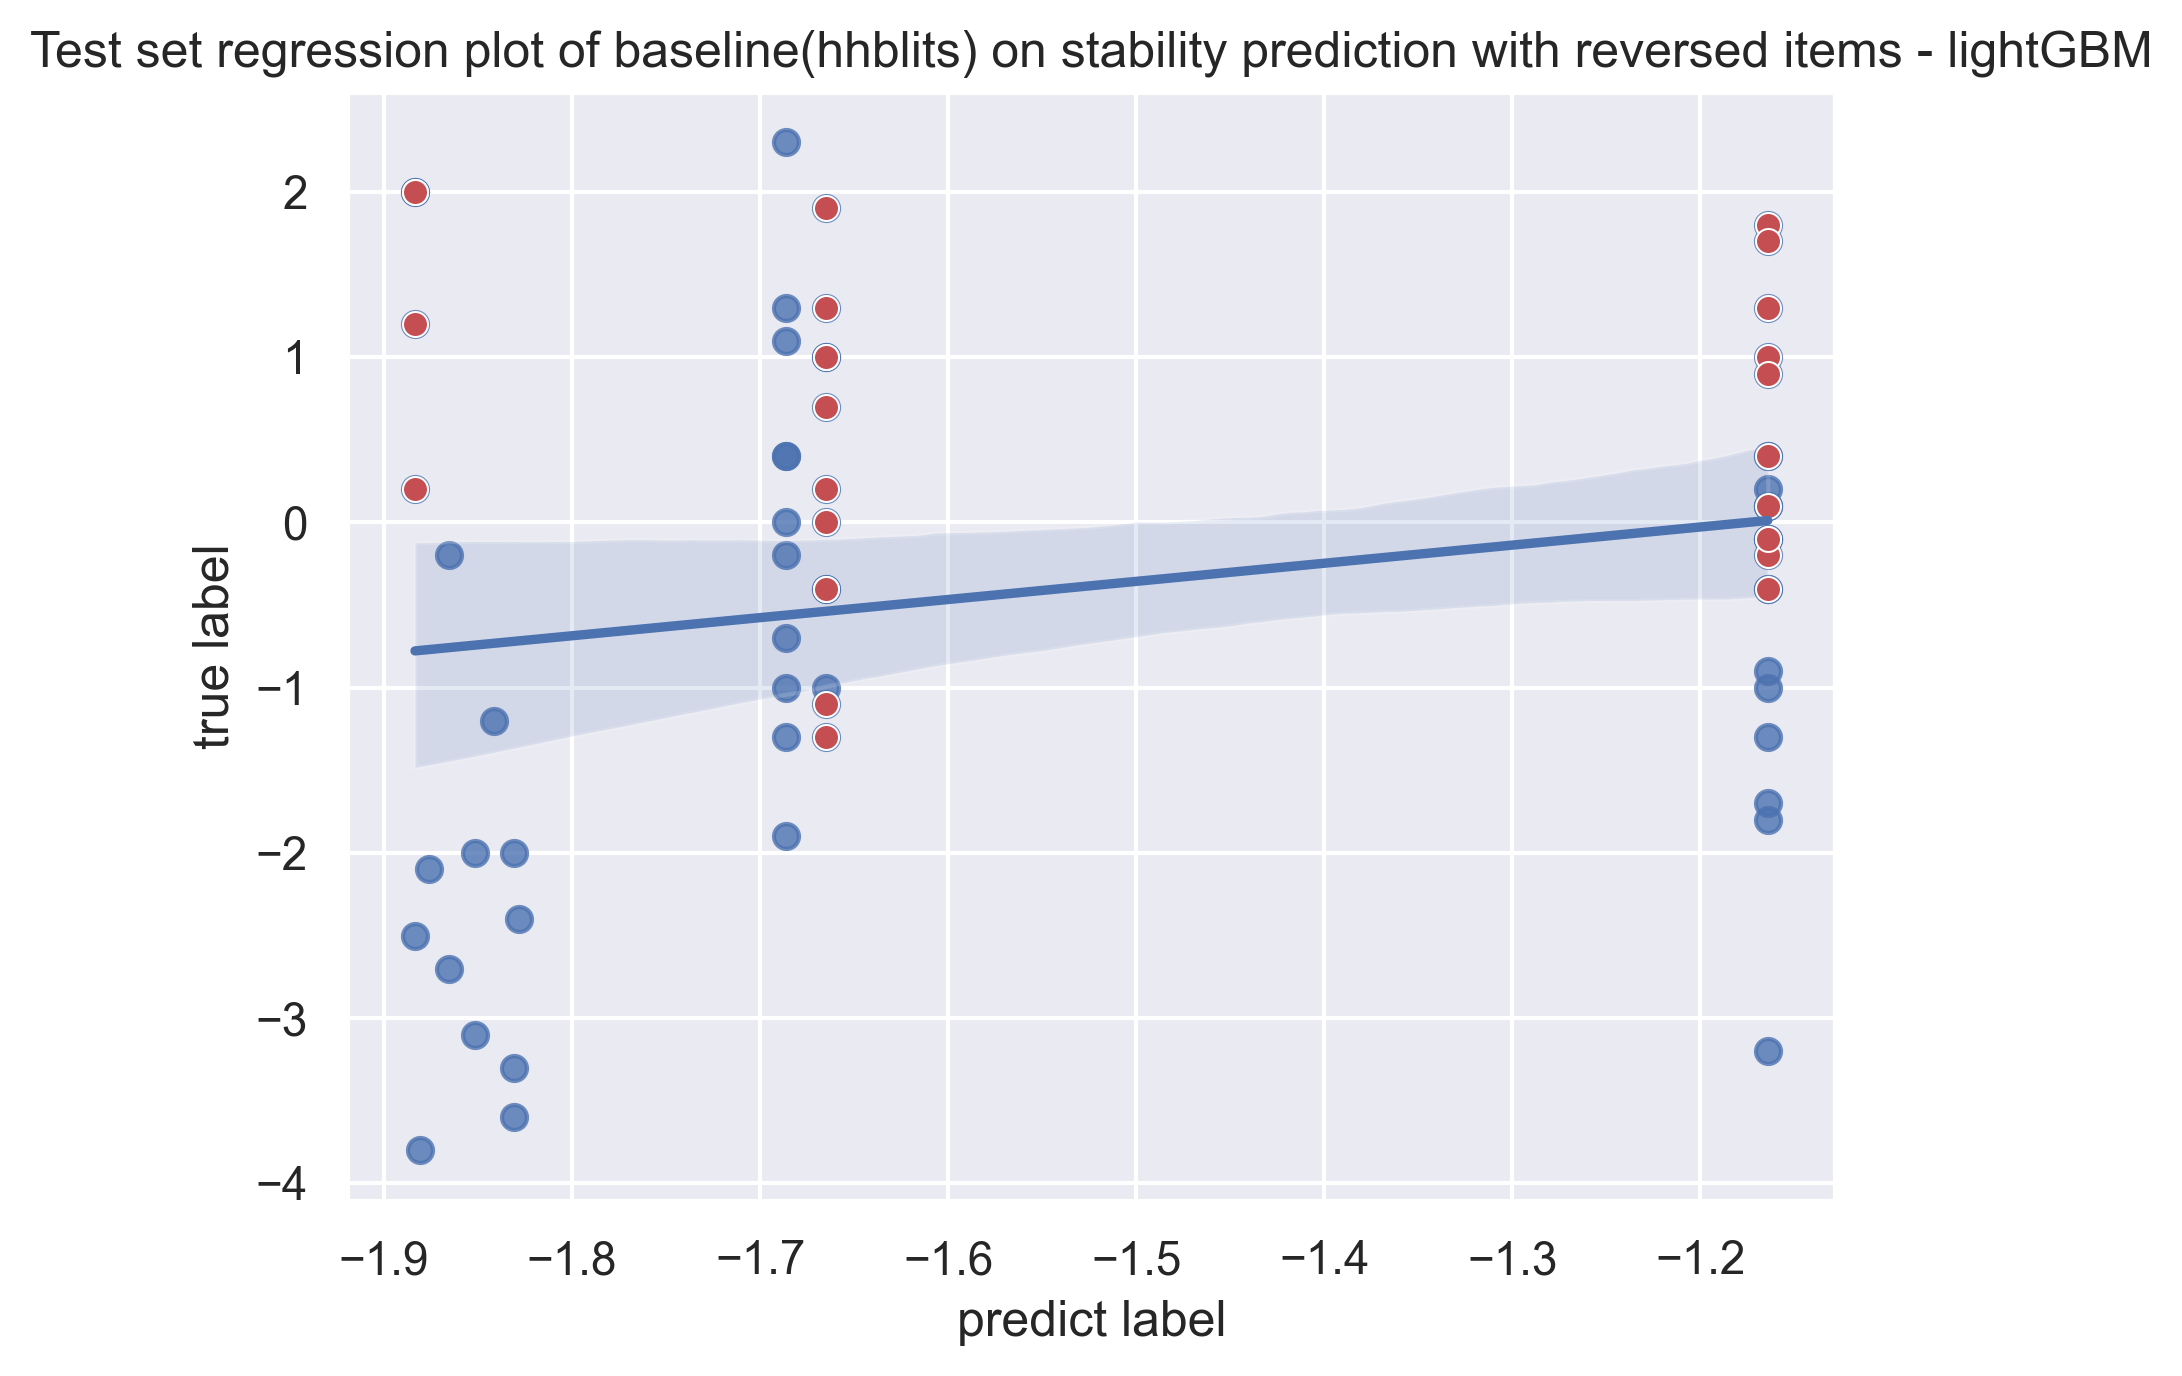 Test set regression plot of baseline(hhblits) on stability prediction with reversed items - lightGBM
2
1
0
−1
−2
−3
−4
true label
−1.9 −1.8 −1.7 −1.6 −1.5 −1.4 −1.3 −1.2
predict label